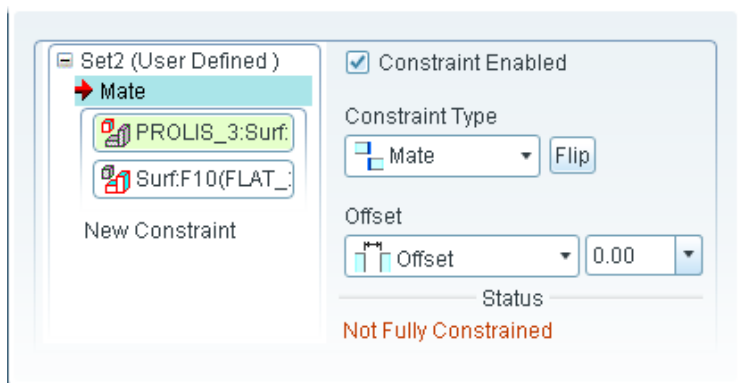 Set2 (User Defined )
Mate
PROLIS_3:Surf:
Surf:F10(FLAT_
New Constraint
Constraint Enabled
Constraint Type
Mate
Flip
Offset
Offset
0.00
Status
Not Fully Constrained